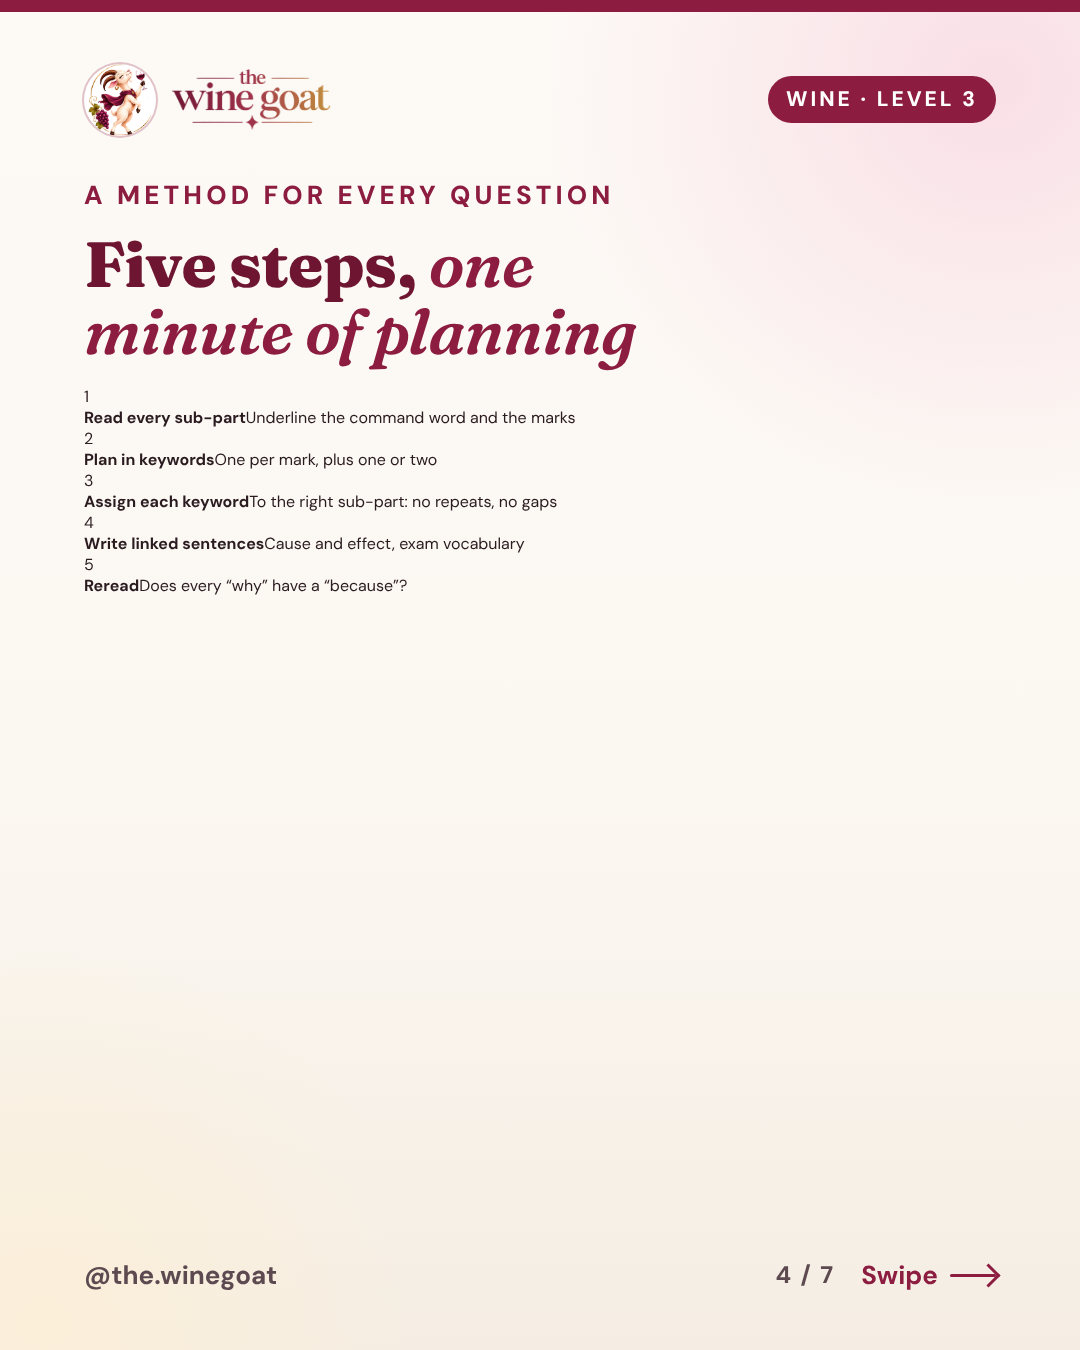 the
wine goat
WINE · LEVEL 3
A METHOD FOR EVERY QUESTION
Five steps, one
minute of planning
1
Read every sub-partUnderline the command word and the marks
2
Plan in keywordsOne per mark, plus one or two
3
Assign each keywordTo the right sub-part: no repeats, no gaps
4
Write linked sentencesCause and effect, exam vocabulary
5
RereadDoes every “why” have a “because”?
@the.winegoat
4 / 7 Swipe